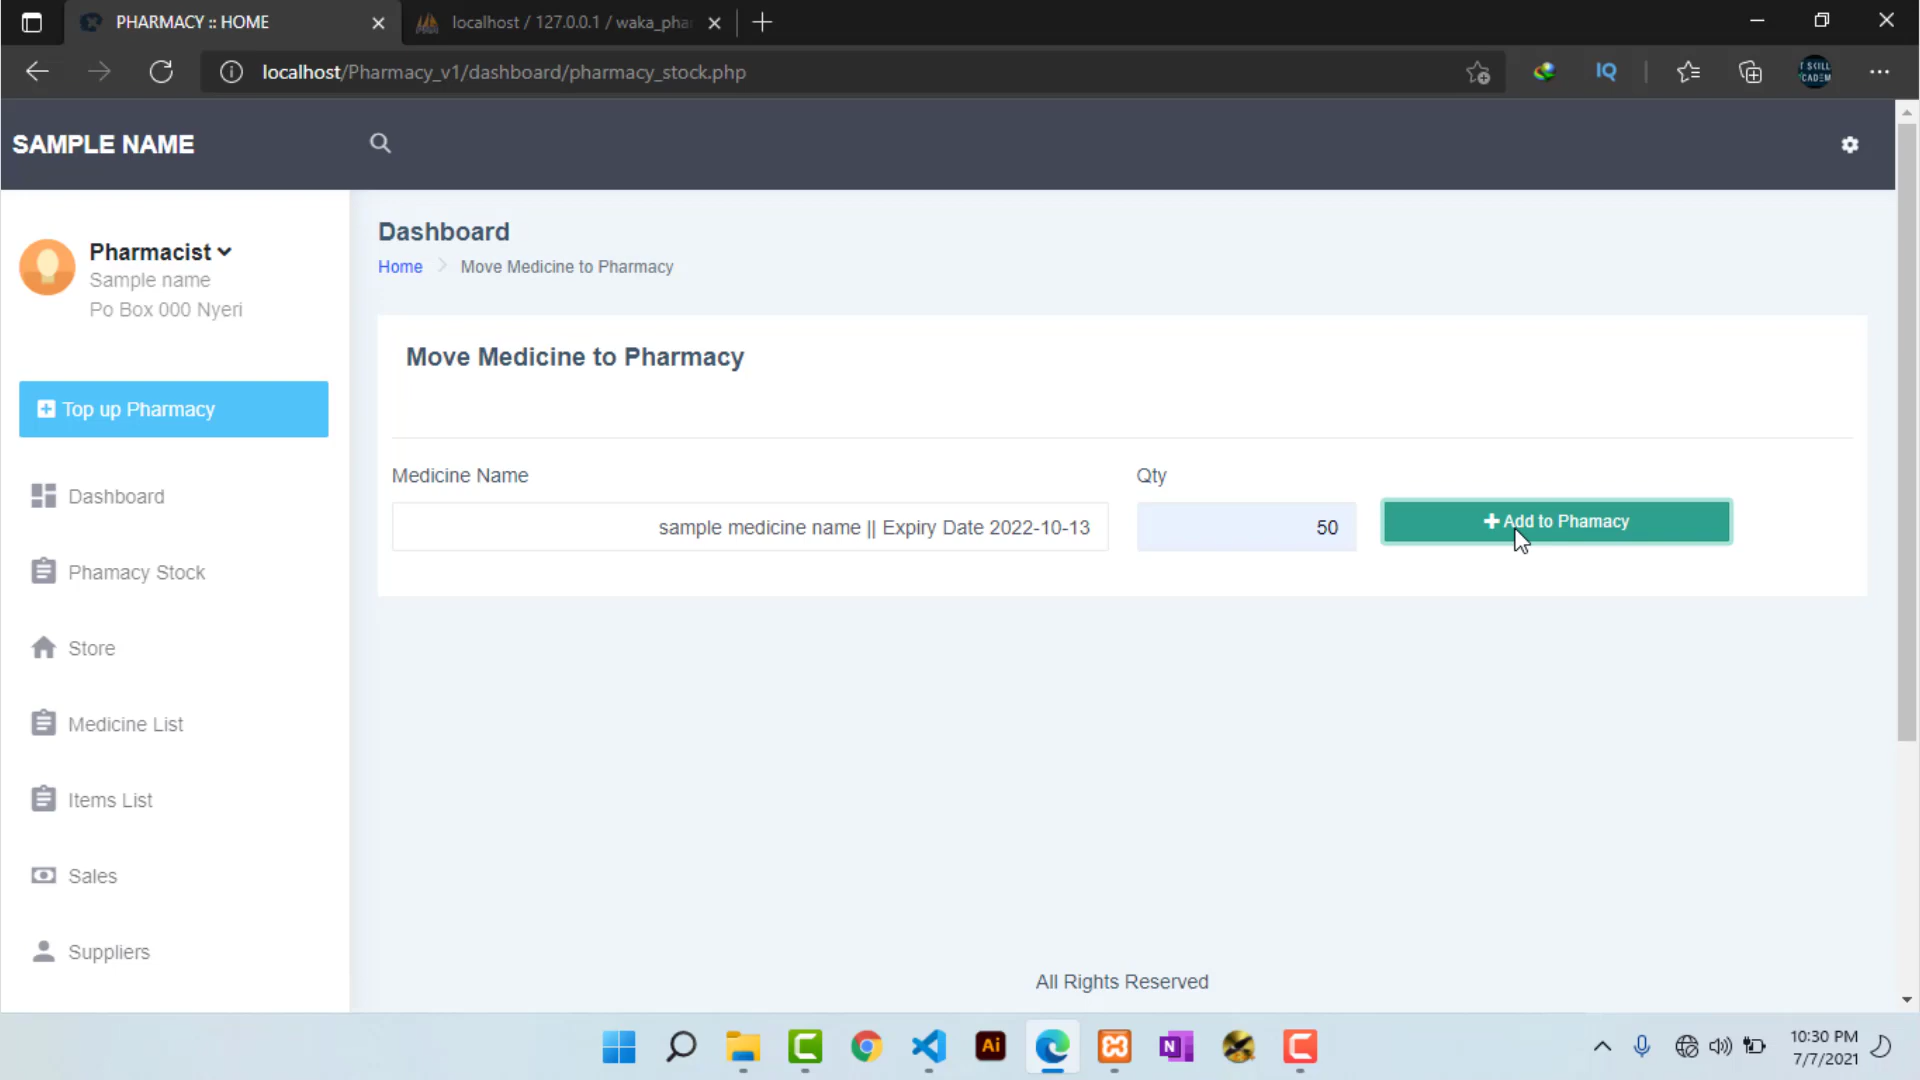 PHARMACY :: HOME
localhost / 127.0.0.1 / waka_phar
localhost/Pharmacy_v1/dashboard/pharmacy_stock.php
IQ
T SKILL
CADEM
SAMPLE NAME
Pharmacist
Sample name
Po Box 000 Nyeri
Top up Pharmacy
Dashboard
Phamacy Stock
Store
Medicine List
Items List
Sales
Suppliers
Dashboard
Home
Move Medicine to Pharmacy
Move Medicine to Pharmacy
Medicine Name
Qty
sample medicine name || Expiry Date 2022-10-13
50
Add to Phamacy
All Rights Reserved
Ai
N
10:30 PM
7/7/2021